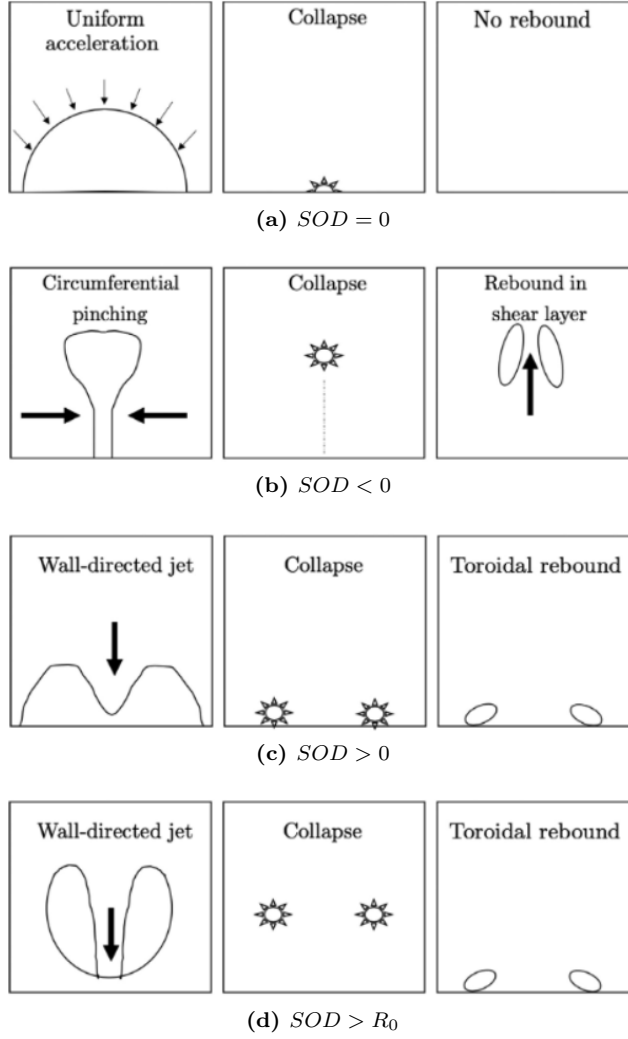 Uniform
acceleration
Collapse
No rebound
(a) SOD = 0
Circumferential
pinching
Collapse
Rebound in
shear layer
(b) SOD < 0
Wall-directed jet
Collapse
Toroidal rebound
(c) SOD > 0
Wall-directed jet
Collapse
Toroidal rebound
(d) SOD > R₀